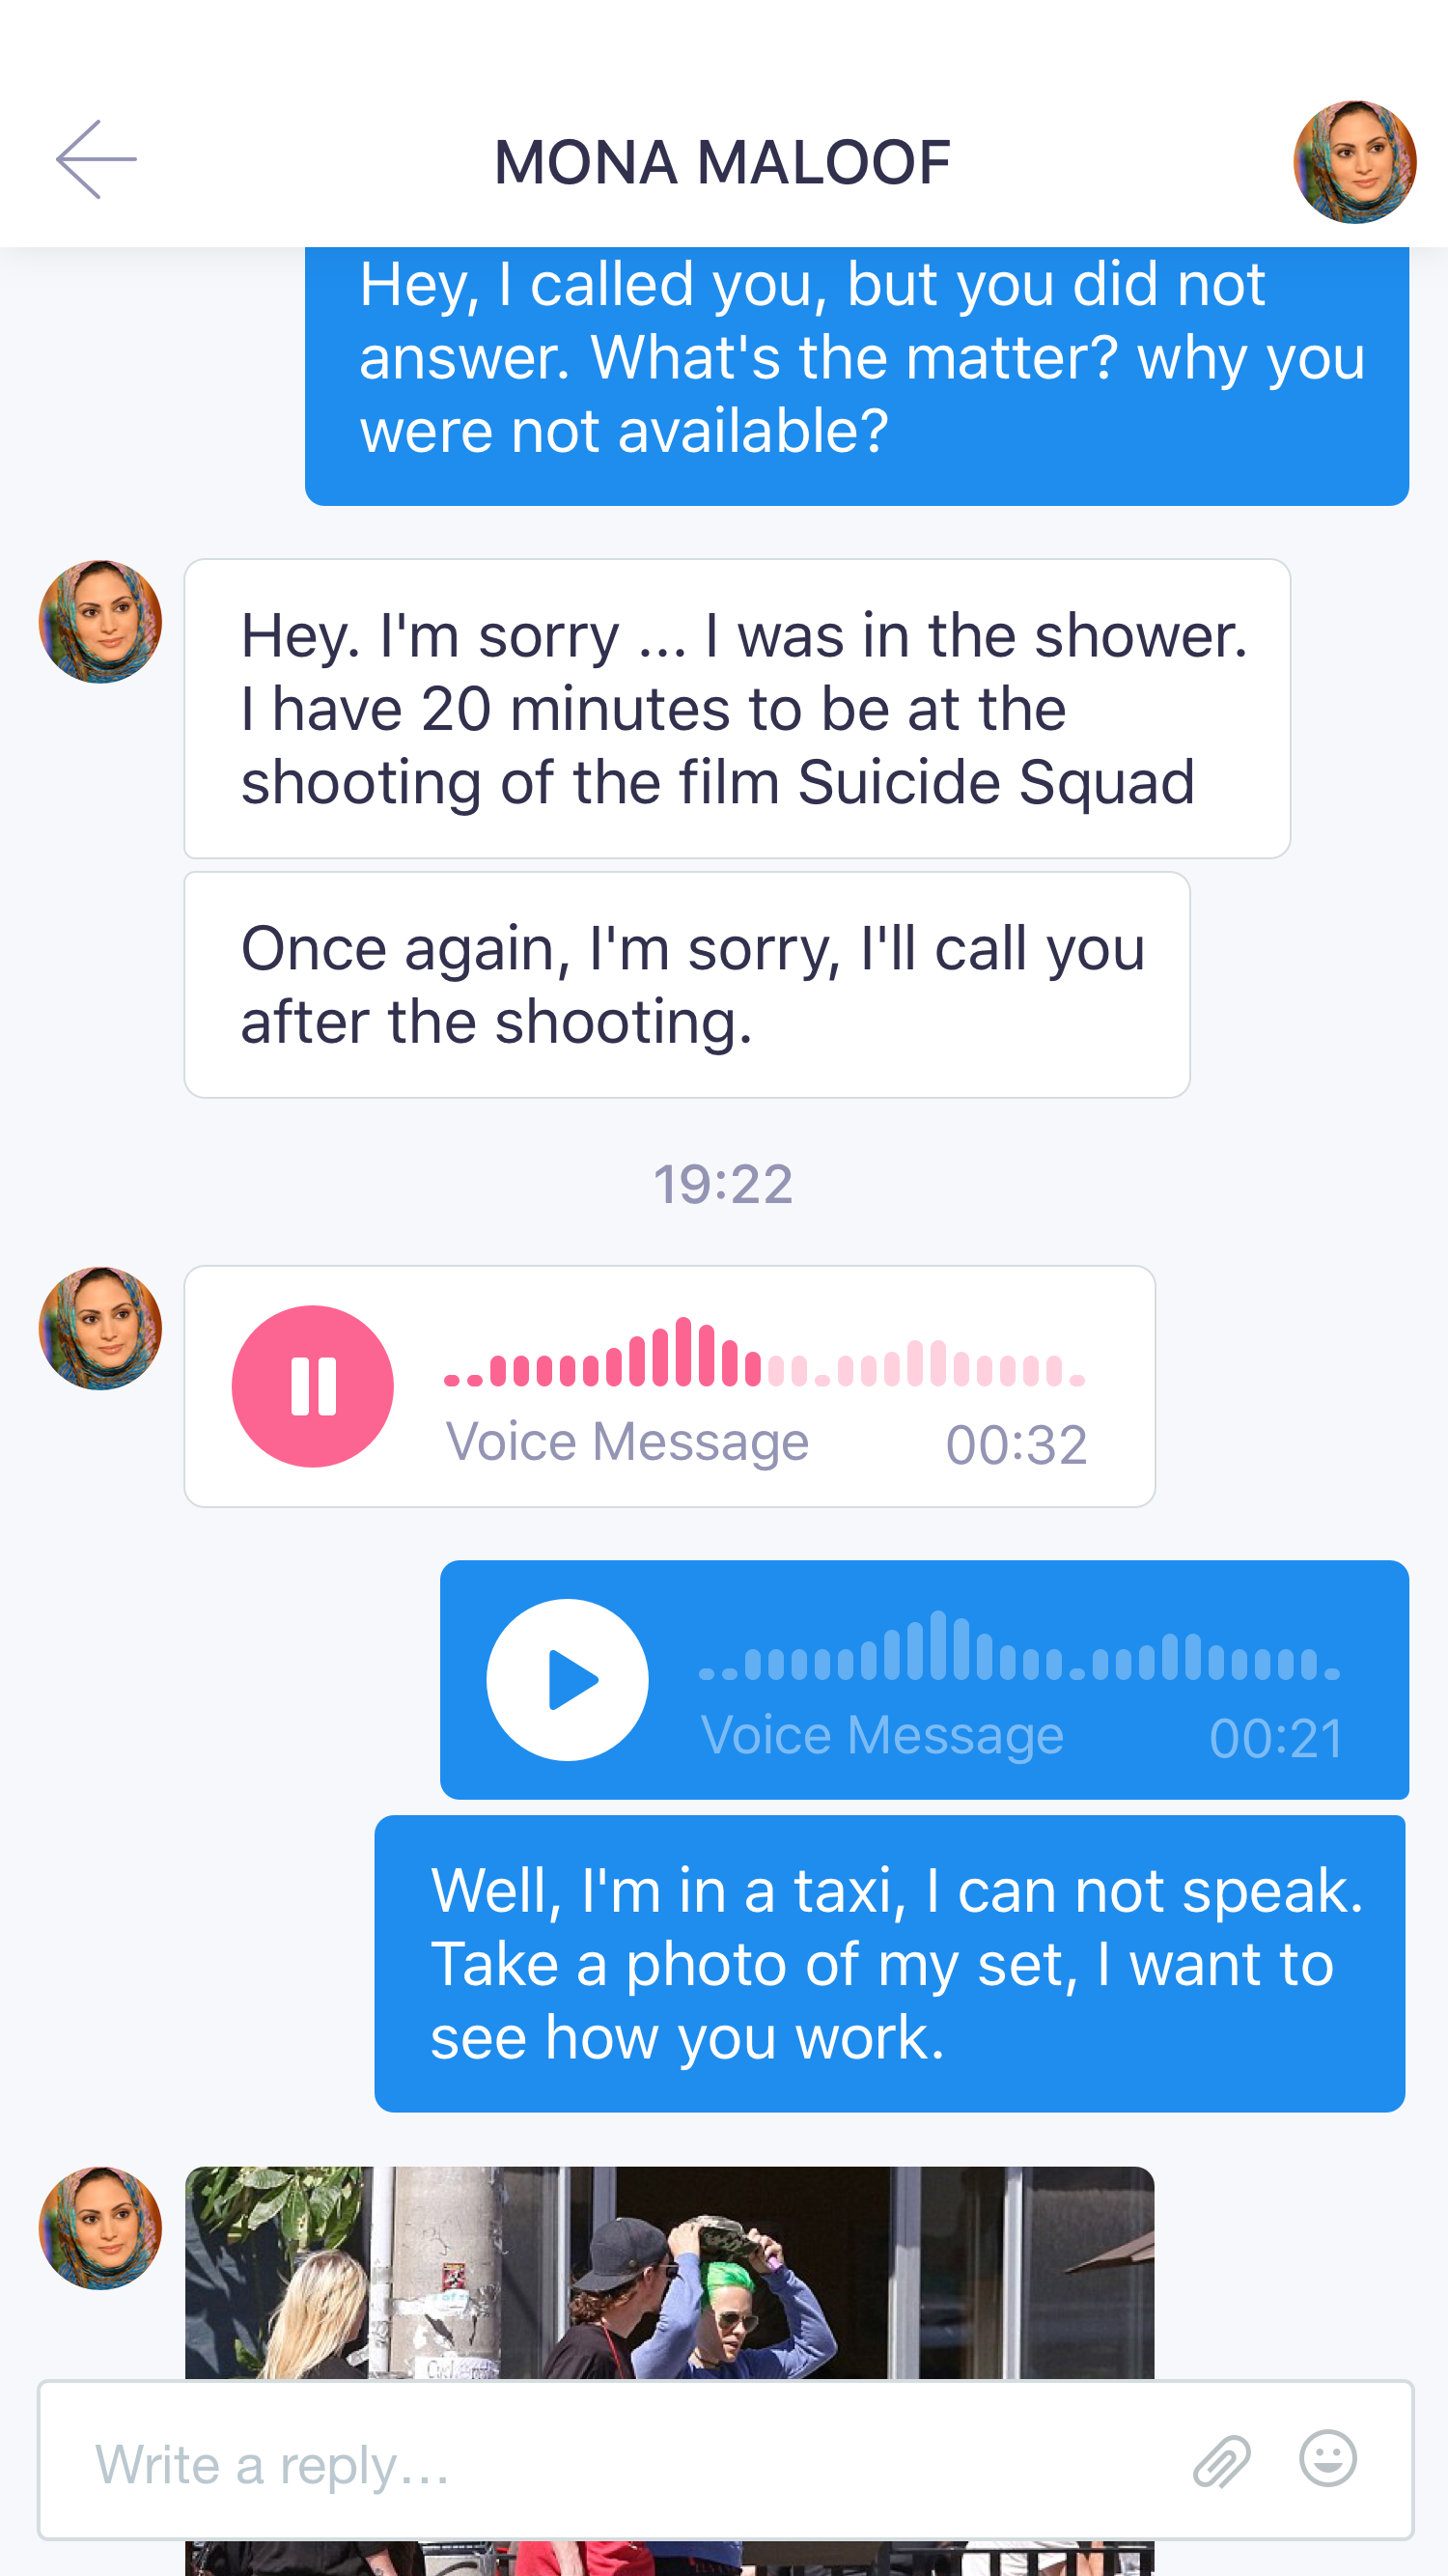 MONA MALOOF
Hey, I called you, but you did not
answer. What's the matter? why you
were not available?
Hey. I'm sorry ... I was in the shower.
I have 20 minutes to be at the
shooting of the film Suicide Squad
Once again, I'm sorry, I'll call you
after the shooting.
19:22
Voice Message 00:32
Voice Message 00:21
Well, I'm in a taxi, I can not speak.
Take a photo of my set, I want to
see how you work.
Write a reply...